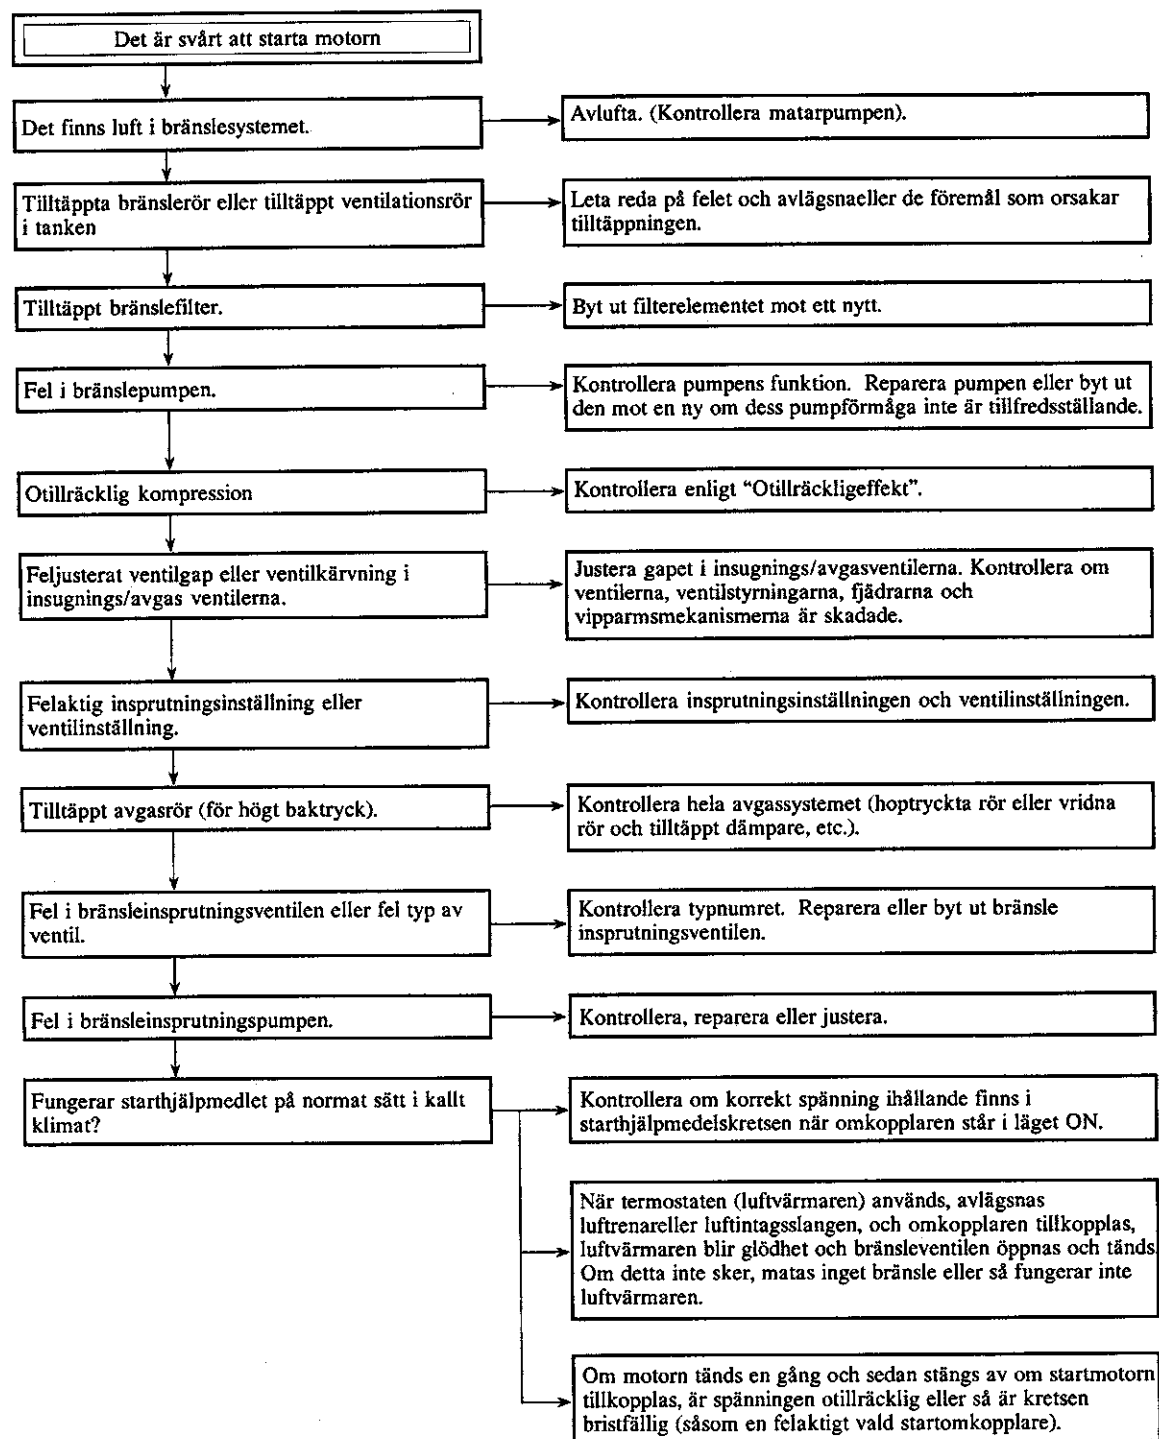 Det är svårt att starta motorn
Det finns luft i bränslesystemet.
Avlufta. (Kontrollera matarpumpen).
Tilltäppta bränslerör eller tilltäppt ventilationsrör
i tanken
Leta reda på felet och avlägsnaeller de föremål som orsakar
tilltäppningen.
Tilltäppt bränslefilter.
Byt ut filterelementet mot ett nytt.
Fel i bränslepumpen.
Kontrollera pumpens funktion. Reparera pumpen eller byt ut
den mot en ny om dess pumpförmåga inte är tillfredsställande.
Otillräcklig kompression
Kontrollera enligt “Otillräckligeffekt”.
Feljusterat ventilgap eller ventilkärvning i
insugnings/avgas ventilerna.
Justera gapet i insugnings/avgasventilerna. Kontrollera om
ventilerna, ventilstyrningarna, fjädrarna och
vipparmsmekanismerna är skadade.
Felaktig insprutningsinställning eller
ventilinställning.
Kontrollera insprutningsinställningen och ventilinställningen.
Tilltäppt avgasrör (för högt baktryck).
Kontrollera hela avgassystemet (hoptryckta rör eller vridna
rör och tilltäppt dämpare, etc.).
Fel i bränsleinsprutningsventilen eller fel typ av
ventil.
Kontrollera typnumret. Reparera eller byt ut bränsle
insprutningsventilen.
Fel i bränsleinsprutningspumpen.
Kontrollera, reparera eller justera.
Fungerar starthjälpmedlet på normat sätt i kallt
klimat?
Kontrollera om korrekt spänning ihållande finns i
starthjälpmedelskretsen när omkopplaren står i läget ON.
När termostaten (luftvärmaren) används, avlägsnas
luftrenareller luftintagsslangen, och omkopplaren tillkopplas,
luftvärmaren blir glödhet och bränsleventilen öppnas och tänds.
Om detta inte sker, matas inget bränsle eller så fungerar inte
luftvärmaren.
Om motorn tänds en gång och sedan stängs av om startmotorn
tillkopplas, är spänningen otillräcklig eller så är kretsen
bristfällig (såsom en felaktigt vald startomkopplare).